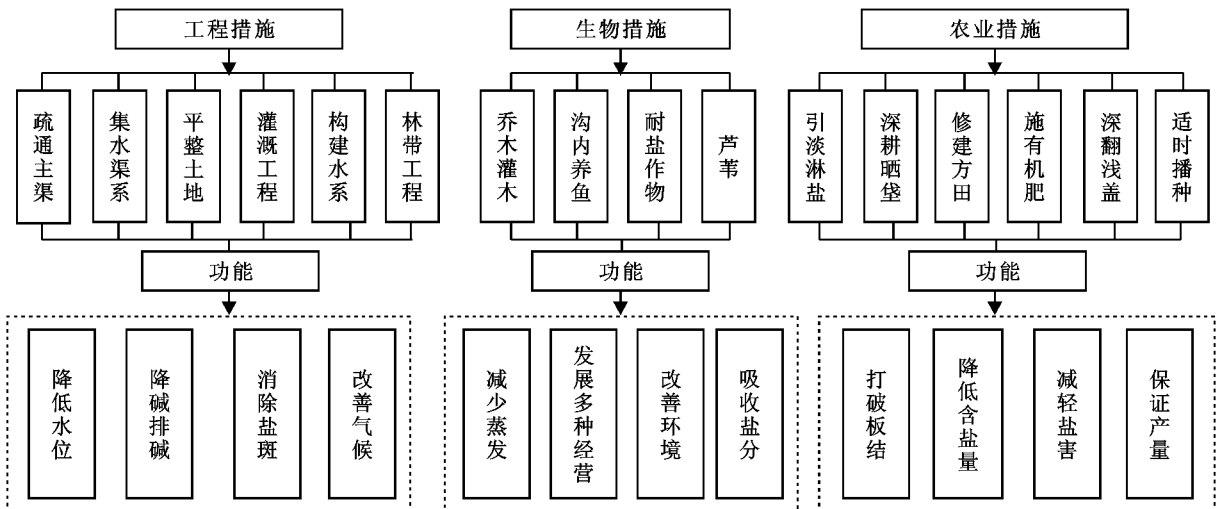 工程措施
生物措施
农业措施
疏通主渠
集水渠系
平整土地
灌溉工程
构建水系
林带工程
乔木灌木
沟内养鱼
耐盐作物
芦苇
引淡淋盐
深耕晒垡
修建方田
施有机肥
深翻浅盖
适时播种
功能
功能
功能
降低水位
降碱排碱
消除盐斑
改善气候
减少蒸发
发展多种经营
改善环境
吸收盐分
打破板结
降低含盐量
减轻盐害
保证产量